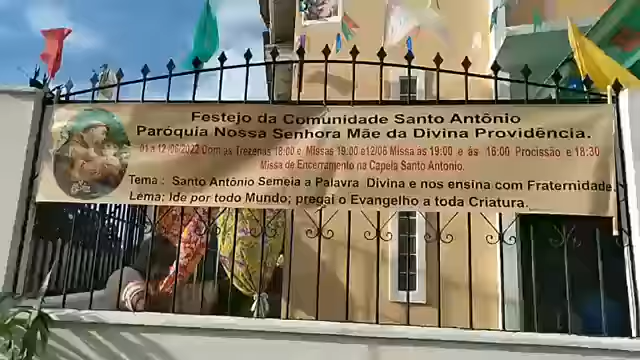 Festejo da Comunidade Santo Antônio
Paróquia Nossa Senhora Mãe da Divina Providência.
01 a 12/06/2022 Com as Trezenas 18:00 e Missas 19:00 e12/06 Missa as 19:00 e às 16:00 Procissão e 18:30
Missa de Encerramento na Capela Santo Antonio.
Tema : Santo Antônio Semeia a Palavra Divina e nos ensina com Fraternidade.
Lema: Ide por todo Mundo; pregai o Evangelho a toda Criatura.